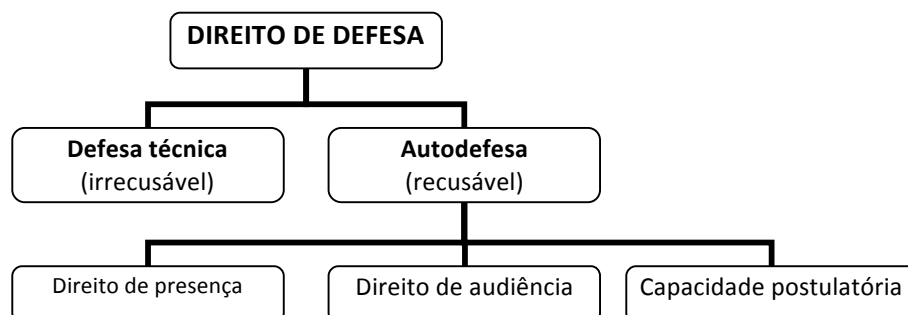 DIREITO DE DEFESA
Defesa técnica
(irrecusável)
Autodefesa
(recusável)
Direito de presença
Direito de audiência
Capacidade postulatória